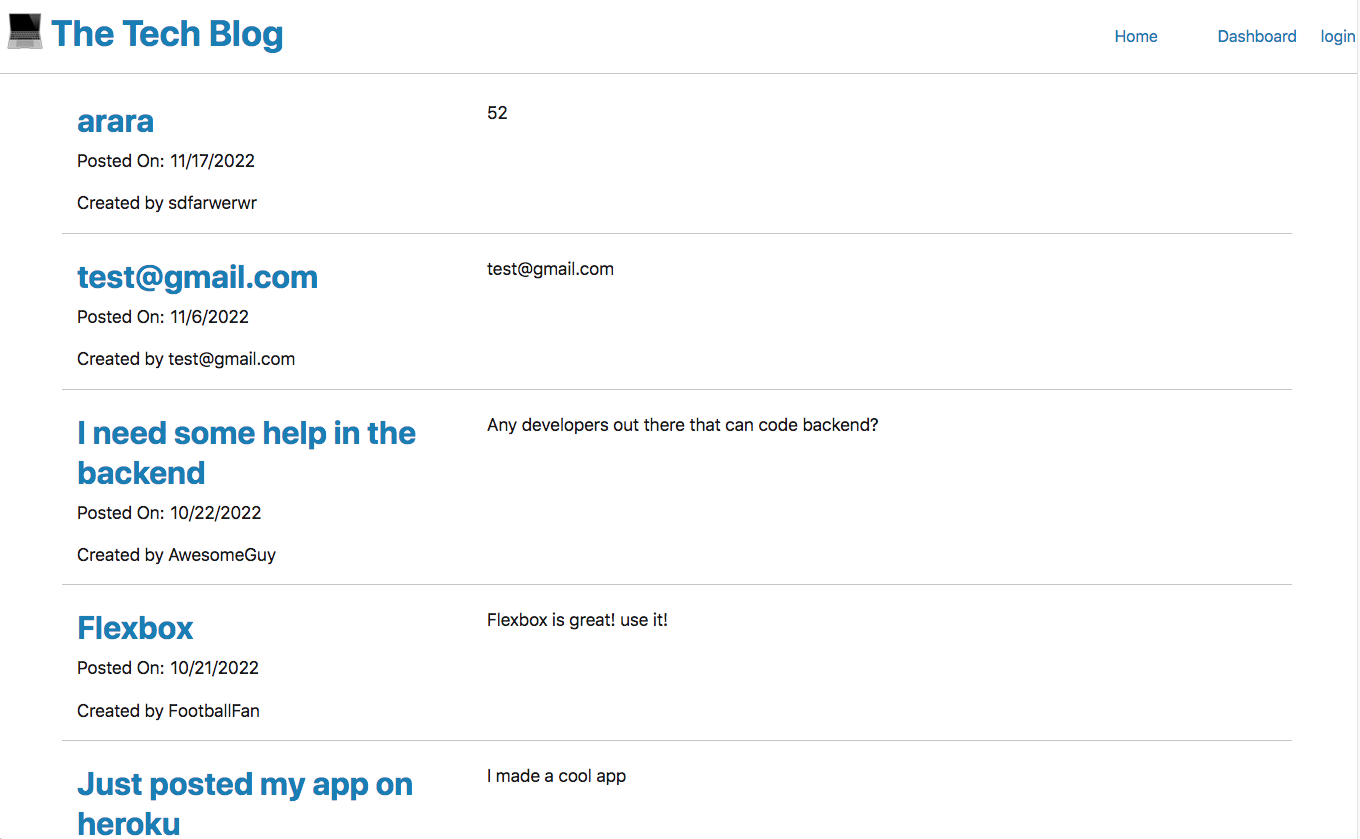 The Tech Blog
Home Dashboard login
arara
52
Posted On: 11/17/2022
Created by sdfarwerwr
test@gmail.com
test@gmail.com
Posted On: 11/6/2022
Created by test@gmail.com
I need some help in the
backend
Any developers out there that can code backend?
Posted On: 10/22/2022
Created by AwesomeGuy
Flexbox
Flexbox is great! use it!
Posted On: 10/21/2022
Created by FootballFan
Just posted my app on
heroku
I made a cool app